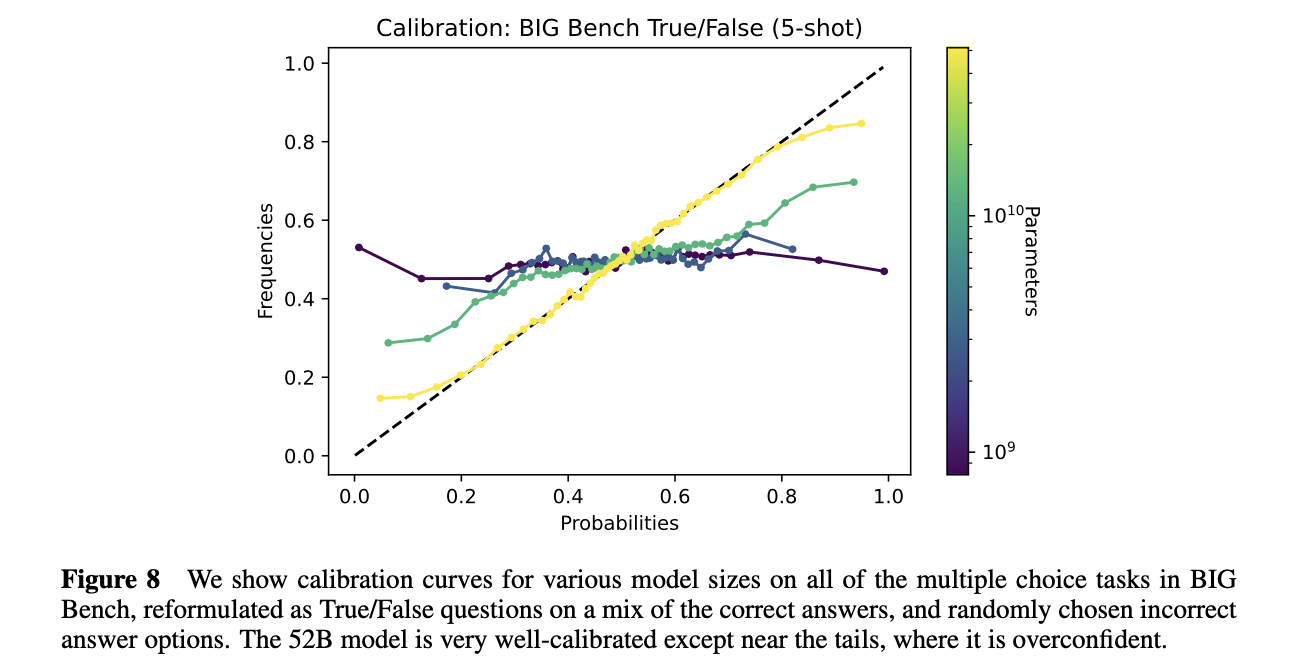 Calibration: BIG Bench True/False (5-shot)
1.0
0.8
0.6
0.4
0.2
0.0
Frequencies
0.0 0.2 0.4 0.6 0.8 1.0
Probabilities
10¹⁰
10⁹
Parameters
Figure 8 We show calibration curves for various model sizes on all of the multiple choice tasks in BIG
Bench, reformulated as True/False questions on a mix of the correct answers, and randomly chosen incorrect
answer options. The 52B model is very well-calibrated except near the tails, where it is overconfident.